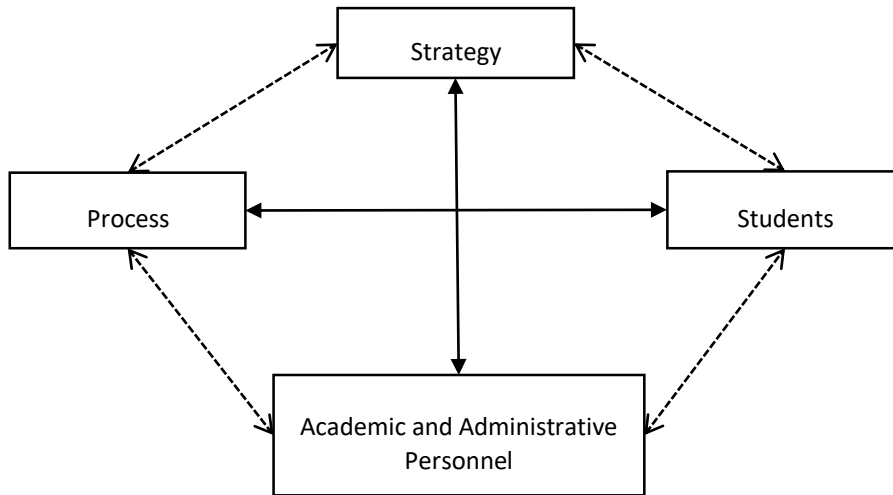 Strategy
Process
Students
Academic and Administrative
Personnel